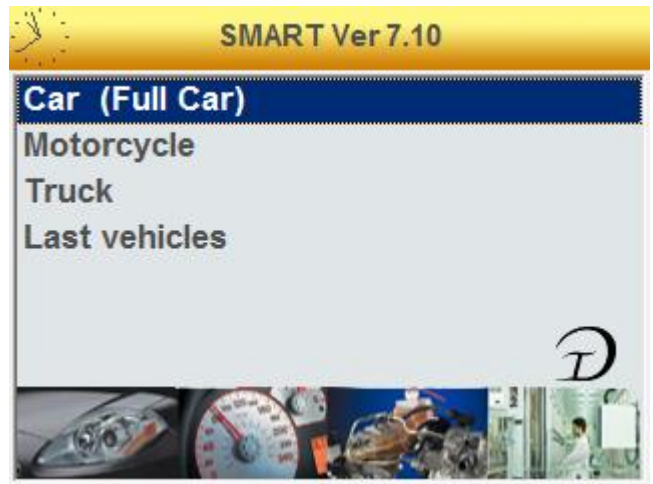 SMART Ver 7.10
Car (Full Car)
Motorcycle
Truck
Last vehicles